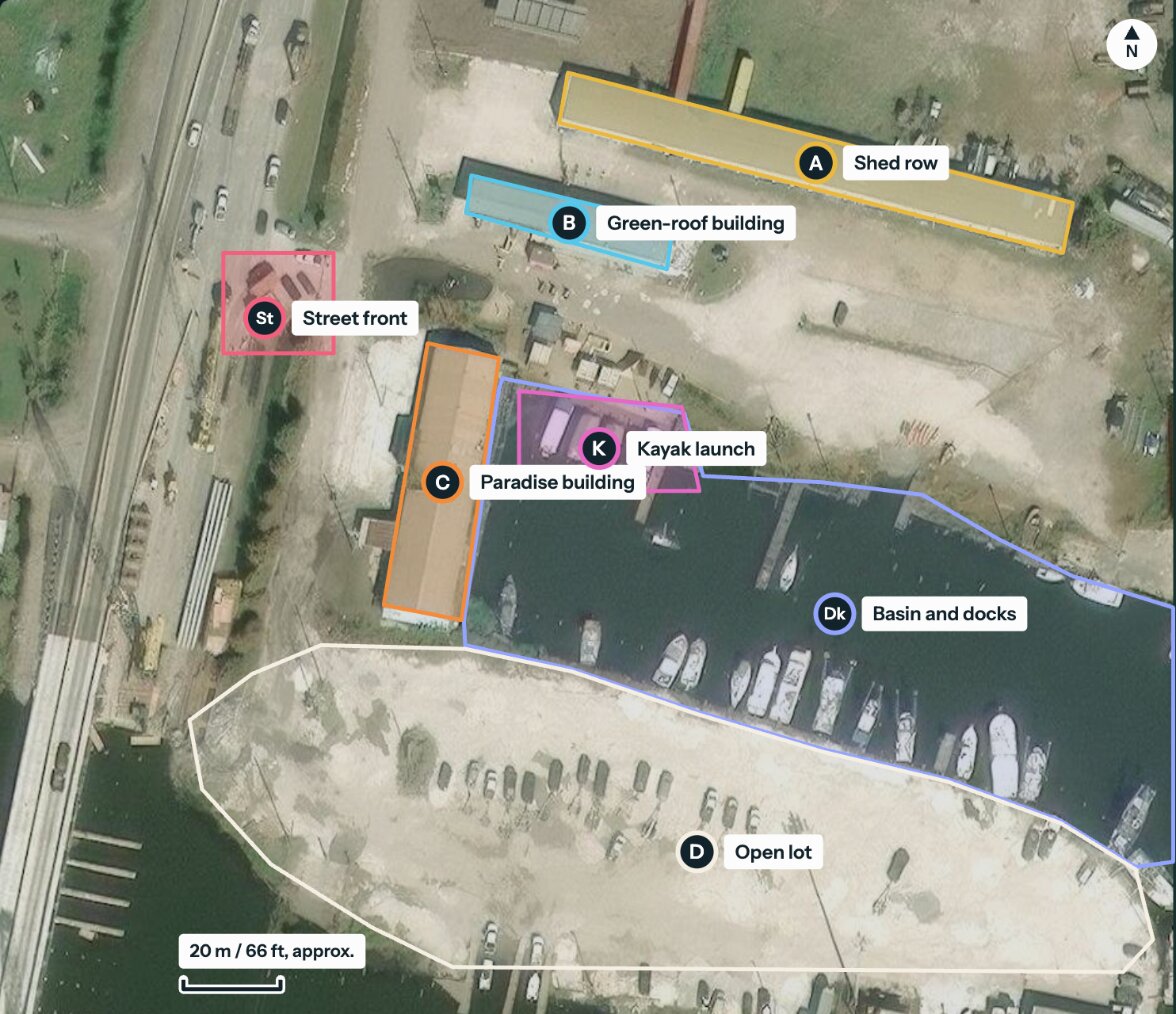 N
A
Shed row
B
Green-roof building
St
Street front
K
Kayak launch
C
Paradise building
Dk
Basin and docks
D
Open lot
20 m / 66 ft, approx.